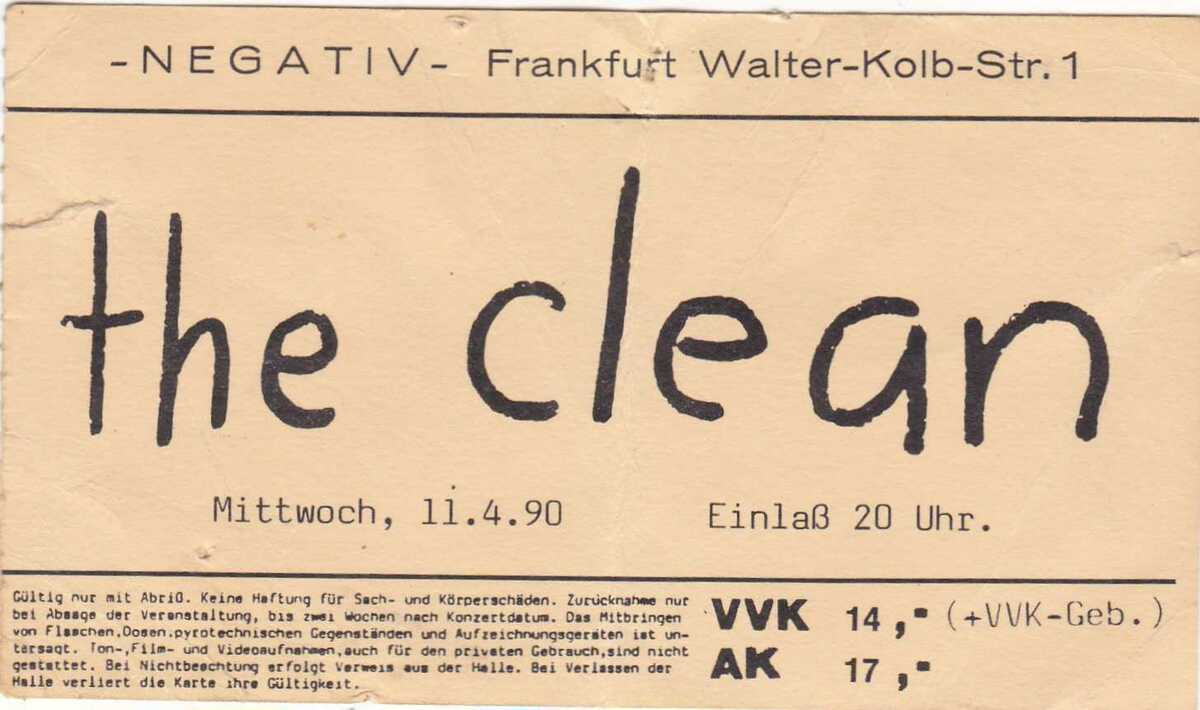 -NEGATIV- Frankfurt Walter-Kolb-Str. 1
the clean
Mittwoch, 11.4.90 Einlaß 20 Uhr.
Gültig nur mit Abriß. Keine Haftung für Sach- und Körperschäden. Zurücknahme nur
bei Absage der Veranstaltung, bis zwei Wochen nach Konzertdatum. Das Mitbringen
von Flaschen,Dosen,pyrotechnischen Gegenständen und Aufzeichnungsgeräten ist un-
tersagt. Ton-,Film- und Videoaufnahmen,auch für den privaten Gebrauch,sind nicht
gestattet. Bei Nichtbeachtung erfolgt Verweis aus der Halle. Bei Verlassen der
Halle verliert die Karte ihre Gültigkeit.
VVK 14,- (+VVK-Geb.)
AK 17,-